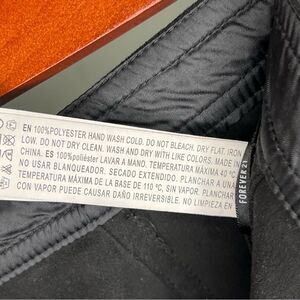 EN 100%POLYESTER HAND WASH COLD. DO NOT BLEACH. DRY FLAT. IRON
LOW. DO NOT DRY CLEAN. WASH AND DRY WITH LIKE COLORS. MADE IN
CHINA. ES 100% poliéster LAVAR A MANO. TEMPERATURA MÁXIMA 40 °C
NO USAR BLANQUEADOR. SECADO EXTENDIDO. PLANCHAR A UNA
TEMPERATURA MÁXIMA DE LA BASE DE 110 °C, SIN VAPOR. PLANCHAR
CON VAPOR PUEDE CAUSAR DAÑO IRREVERSIBLE. NO LIMPIEZA EN
FOREVER 21